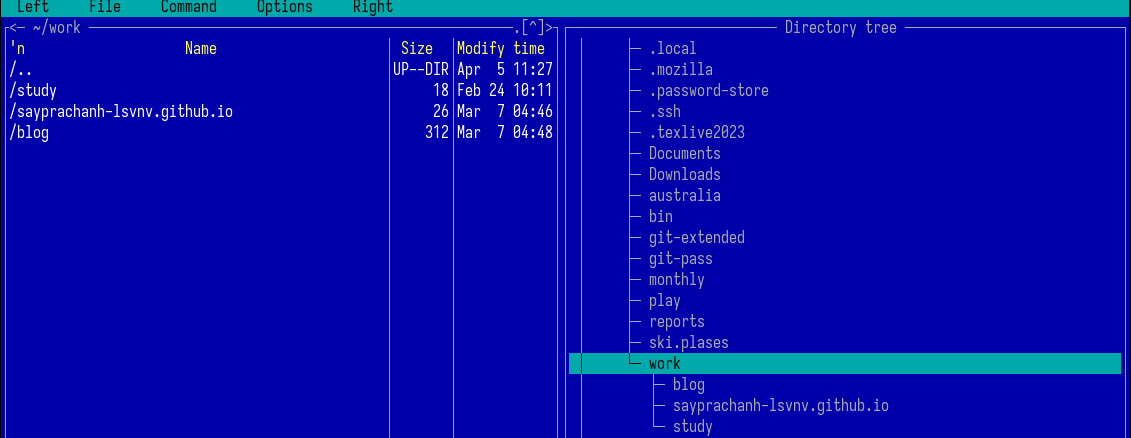 Left File Command Options Right
<─ ~/work .[^]>
'n Name Size Modify time
/.. UP--DIR Apr 5 11:27
/study 18 Feb 24 10:11
/sayprachanh-lsvnv.github.io 26 Mar 7 04:46
/blog 312 Mar 7 04:48
Directory tree
.local
.mozilla
.password-store
.ssh
.texlive2023
Documents
Downloads
australia
bin
git-extended
git-pass
monthly
play
reports
ski.plases
work
blog
sayprachanh-lsvnv.github.io
study